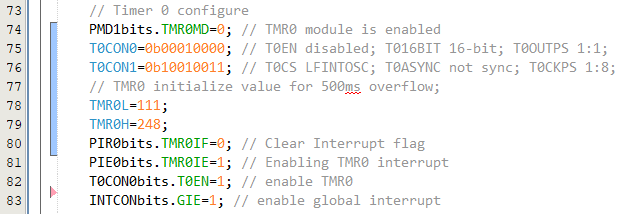 73 // Timer 0 configure
74 PMD1bits.TMR0MD=0; // TMR0 module is enabled
75 T0CON0=0b00010000; // T0EN disabled; T016BIT 16-bit; T0OUTPS 1:1;
76 T0CON1=0b10010011; // T0CS LFINTOSC; T0ASYNC not sync; T0CKPS 1:8;
77 // TMR0 initialize value for 500ms overflow;
78 TMR0L=111;
79 TMR0H=248;
80 PIR0bits.TMR0IF=0; // Clear Interrupt flag
81 PIE0bits.TMR0IE=1; // Enabling TMR0 interrupt
82 T0CON0bits.T0EN=1; // enable TMR0
83 INTCONbits.GIE=1; // enable global interrupt